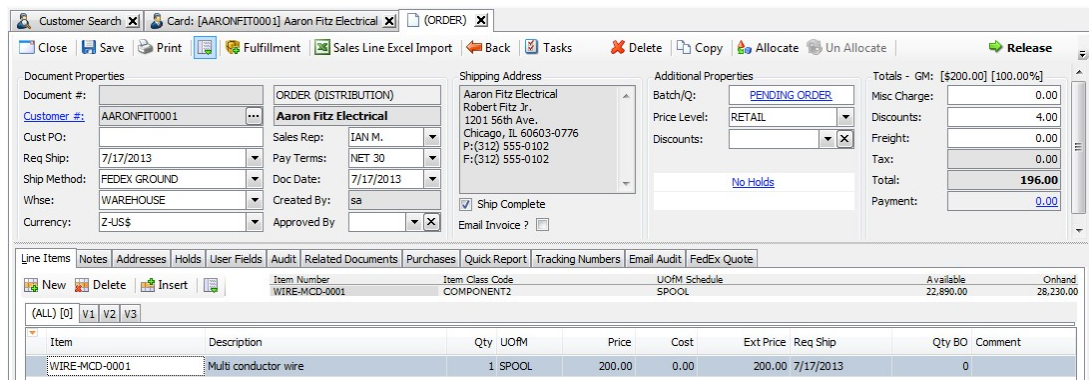 Customer Search Card: [AARONFIT0001] Aaron Fitz Electrical (ORDER)
Close Save Print Fulfillment Sales Line Excel Import Back Tasks Delete Copy Allocate Un Allocate Release
Document Properties
Document #: ORDER (DISTRIBUTION)
Customer #: AARONFIT0001 ... Aaron Fitz Electrical
Cust PO: Sales Rep: IAN M.
Req Ship: 7/17/2013 Pay Terms: NET 30
Ship Method: FEDEX GROUND Doc Date: 7/17/2013
Whse: WAREHOUSE Created By: sa
Currency: Z-US$ Approved By
Shipping Address
Aaron Fitz Electrical
Robert Fitz Jr.
1201 56th Ave.
Chicago, IL 60603-0776
P:(312) 555-0102
F:(312) 555-0102
Ship Complete
Email Invoice ?
Additional Properties
Batch/Q: PENDING ORDER
Price Level: RETAIL
Discounts:
No Holds
Totals - GM: [$200.00] [100.00%]
Misc Charge: 0.00
Discounts: 4.00
Freight: 0.00
Tax: 0.00
Total: 196.00
Payment: 0.00
Line Items Notes Addresses Holds User Fields Audit Related Documents Purchases Quick Report Tracking Numbers Email Audit FedEx Quote
New Delete Insert
Item Number Item Class Code UOfM Schedule Available Onhand
WIRE-MCD-0001 COMPONENT2 SPOOL 22,890.00 28,230.00
(ALL) [0] V1 V2 V3
Item Description Qty UOfM Price Cost Ext Price Req Ship Qty BO Comment
WIRE-MCD-0001 Multi conductor wire 1 SPOOL 200.00 0.00 200.00 7/17/2013 0